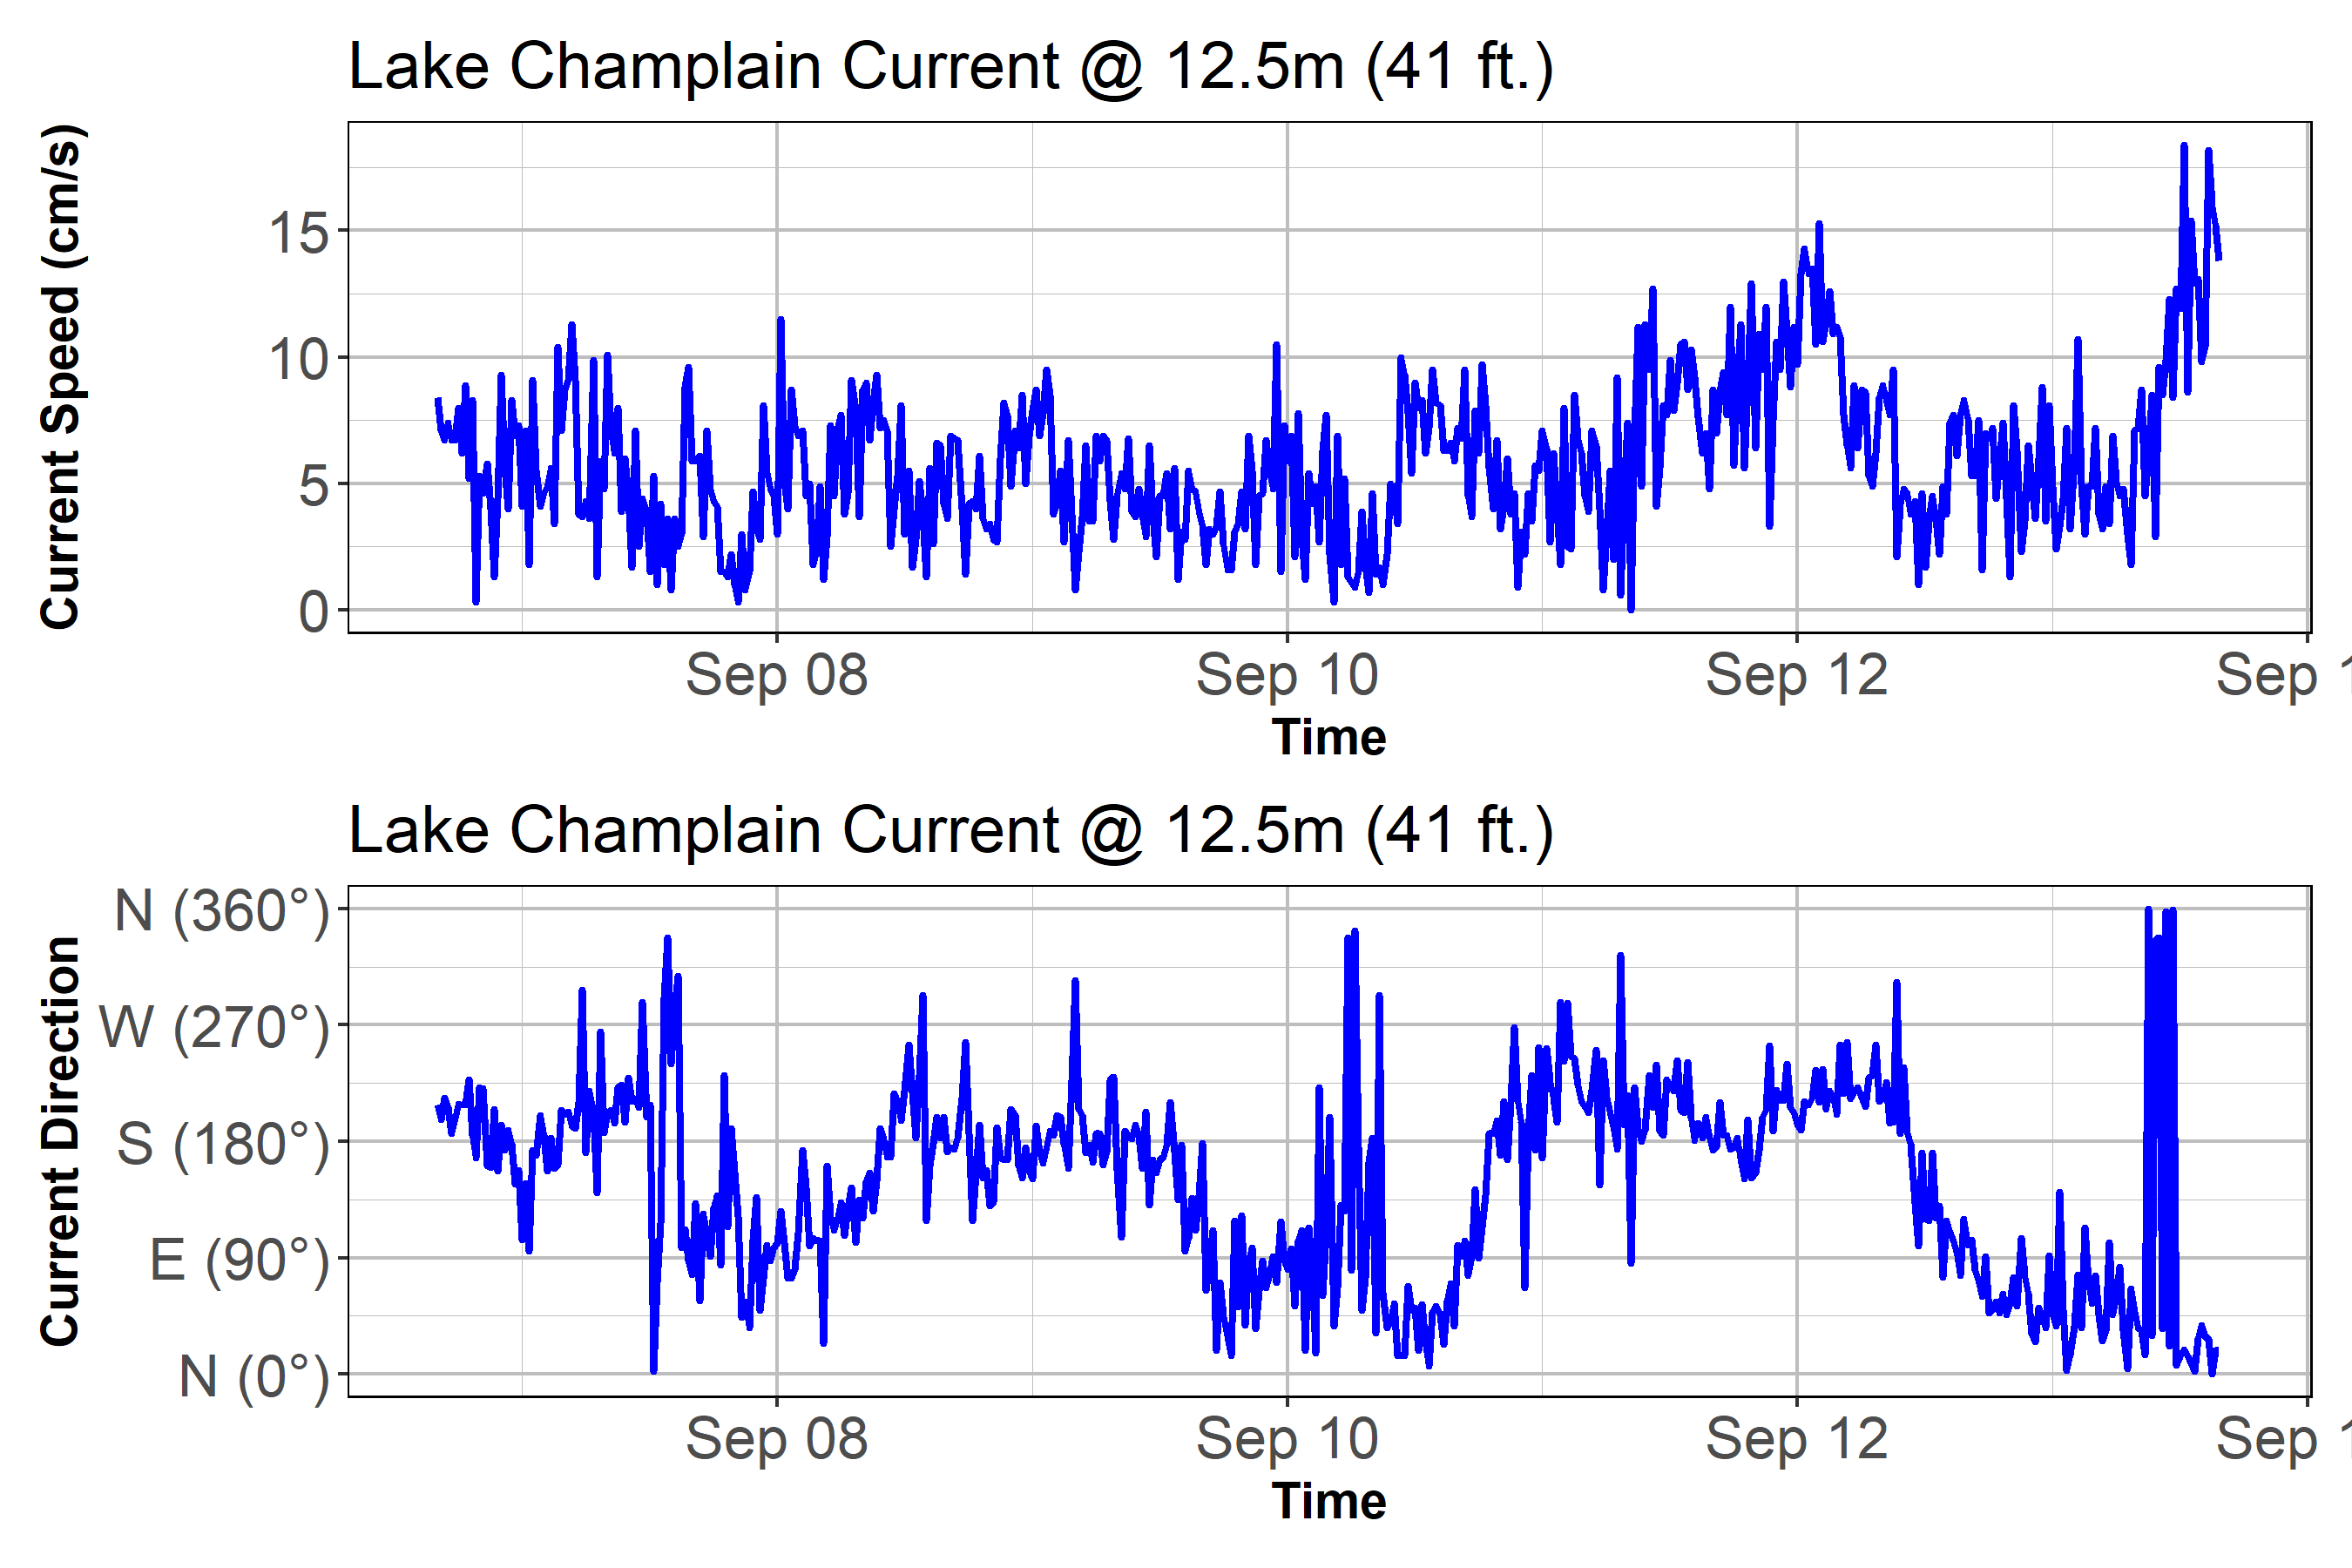 Lake Champlain Current @ 12.5m (41 ft.)
Current Speed (cm/s)
15
10
5
0
Sep 08 Sep 10 Sep 12 Sep 1
Time
Lake Champlain Current @ 12.5m (41 ft.)
Current Direction
N (360°)
W (270°)
S (180°)
E (90°)
N (0°)
Sep 08 Sep 10 Sep 12 Sep 1
Time